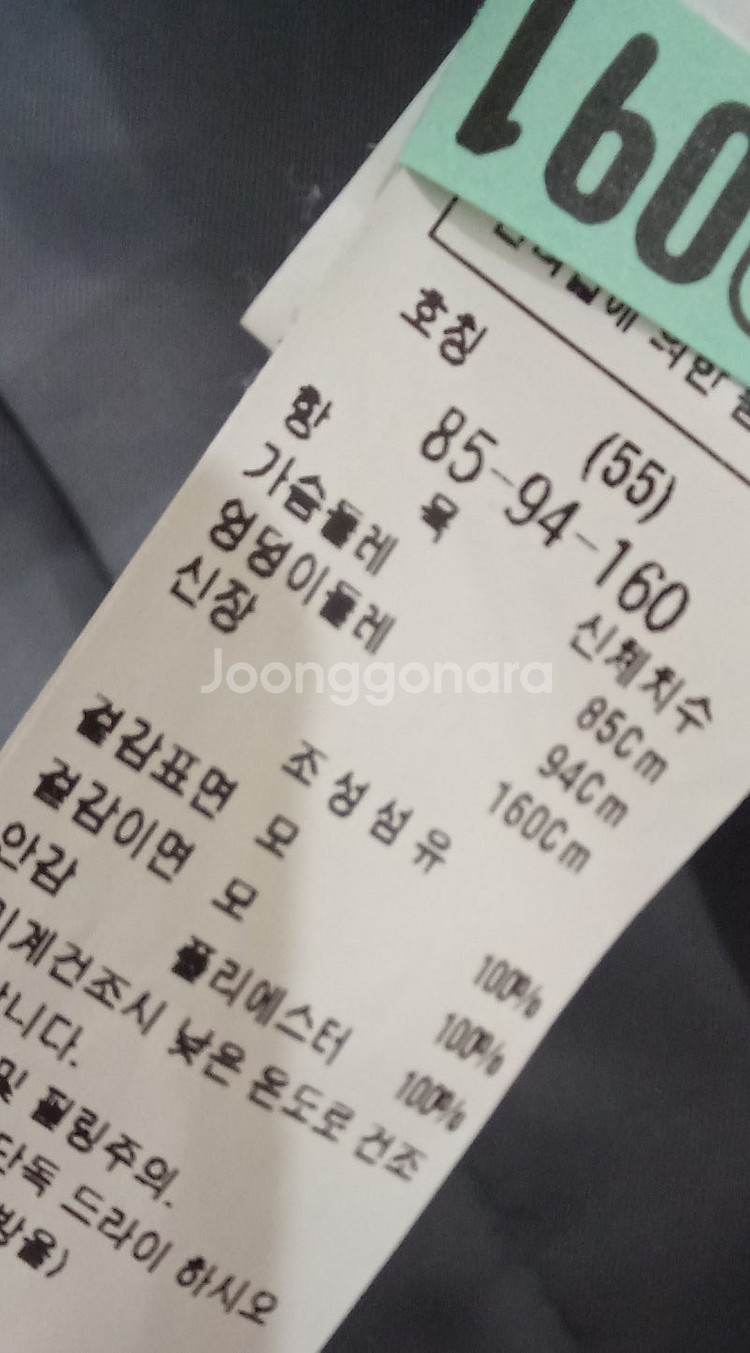 160
의한
호칭 (55)
85-94-160
항 목 신체치수
가슴둘레 85Cm
엉덩이둘레 94Cm
신장 160Cm
조성섬유
겉감표면 모 100%
겉감이면 모 100%
안감 폴리에스터 100%
계건조시 낮은 온도로 건조
니다.
및 필링주의.
단독 드라이 하시오
방울)
Joonggonara